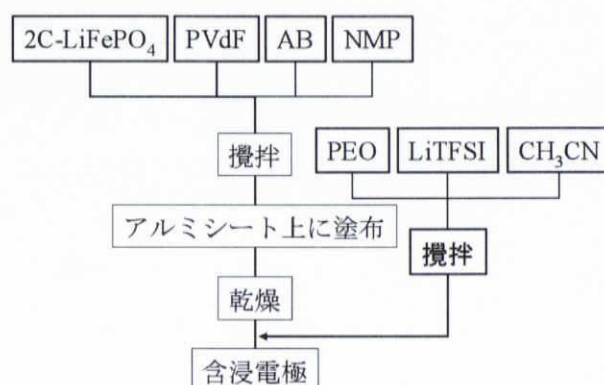 2C-LiFePO₄ PVdF AB NMP
攪拌
PEO LiTFSI CH₃CN
アルミシート上に塗布
攪拌
乾燥
含浸電極